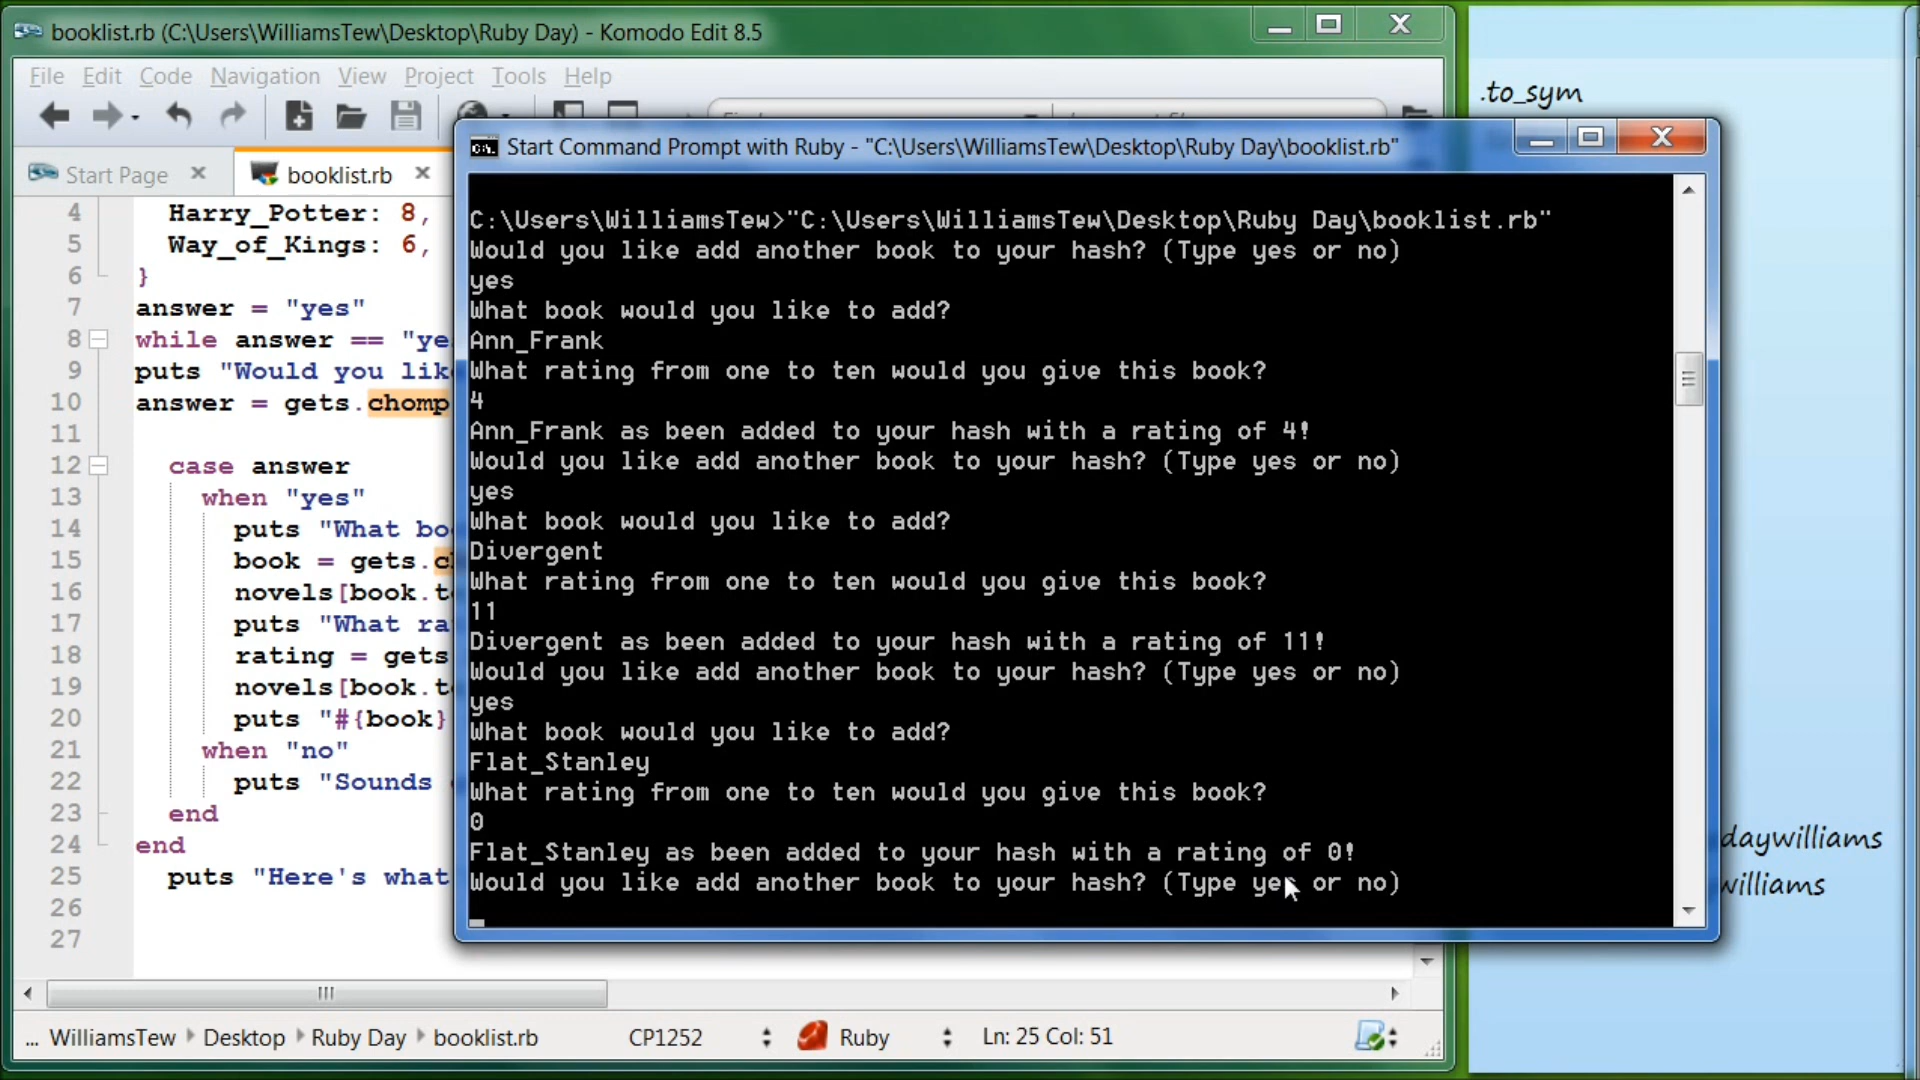 booklist.rb (C:\Users\WilliamsTew\Desktop\Ruby Day) - Komodo Edit 8.5
File Edit Code Navigation View Project Tools Help
.to_sym
Start Page
booklist.rb
4 Harry_Potter: 8,
5 Way_of_Kings: 6,
6 }
7 answer = "yes"
8 while answer == "ye
9 puts "Would you lik
10 answer = gets.chomp
11
12 case answer
13 when "yes"
14 puts "What bo
15 book = gets.c
16 novels[book.t
17 puts "What ra
18 rating = gets
19 novels[book.t
20 puts "#{book}
21 when "no"
22 puts "Sounds
23 end
24 end
25 puts "Here's what
26
27
Start Command Prompt with Ruby - "C:\Users\WilliamsTew\Desktop\Ruby Day\booklist.rb"
C:\Users\WilliamsTew>"C:\Users\WilliamsTew\Desktop\Ruby Day\booklist.rb"
Would you like add another book to your hash? (Type yes or no)
yes
What book would you like to add?
Ann_Frank
What rating from one to ten would you give this book?
4
Ann_Frank as been added to your hash with a rating of 4!
Would you like add another book to your hash? (Type yes or no)
yes
What book would you like to add?
Divergent
What rating from one to ten would you give this book?
11
Divergent as been added to your hash with a rating of 11!
Would you like add another book to your hash? (Type yes or no)
yes
What book would you like to add?
Flat_Stanley
What rating from one to ten would you give this book?
0
Flat_Stanley as been added to your hash with a rating of 0!
Would you like add another book to your hash? (Type yes or no)
daywilliams
williams
... WilliamsTew Desktop Ruby Day booklist.rb CP1252 Ruby Ln: 25 Col: 51